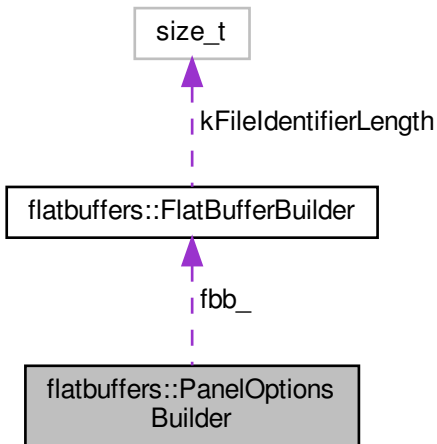 size_t
kFileIdentifierLength
flatbuffers::FlatBufferBuilder
fbb_
flatbuffers::PanelOptions
Builder